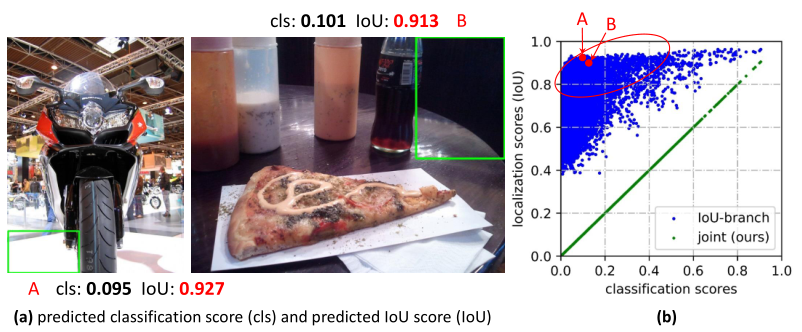 cls: 0.101 IoU: 0.913 B
A cls: 0.095 IoU: 0.927
(a) predicted classification score (cls) and predicted IoU score (IoU)
A
B
1.0
0.8
0.6
0.4
0.2
0.0
localization scores (IoU)
IoU-branch
joint (ours)
0.0 0.2 0.4 0.6 0.8 1.0
classification scores
(b)